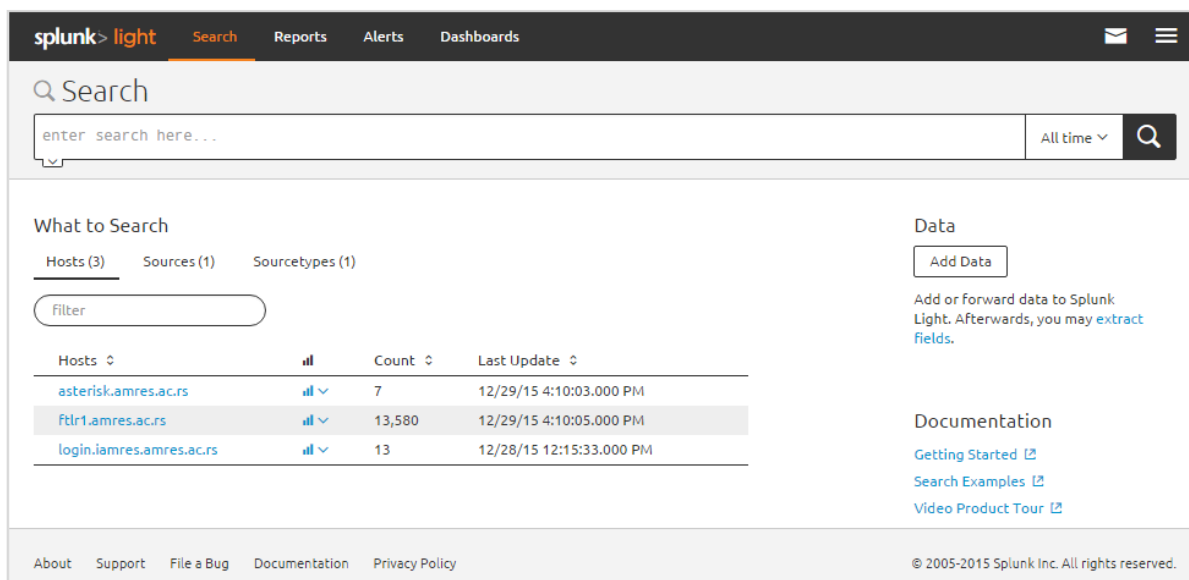 splunk> light Search Reports Alerts Dashboards
Search
enter search here...
All time
What to Search
Hosts (3) Sources (1) Sourcetypes (1)
filter
Hosts Count Last Update
asterisk.amres.ac.rs 7 12/29/15 4:10:03.000 PM
ftlr1.amres.ac.rs 13,580 12/29/15 4:10:05.000 PM
login.iamres.amres.ac.rs 13 12/28/15 12:15:33.000 PM
Data
Add Data
Add or forward data to Splunk
Light. Afterwards, you may extract
fields.
Documentation
Getting Started
Search Examples
Video Product Tour
About Support File a Bug Documentation Privacy Policy
© 2005-2015 Splunk Inc. All rights reserved.